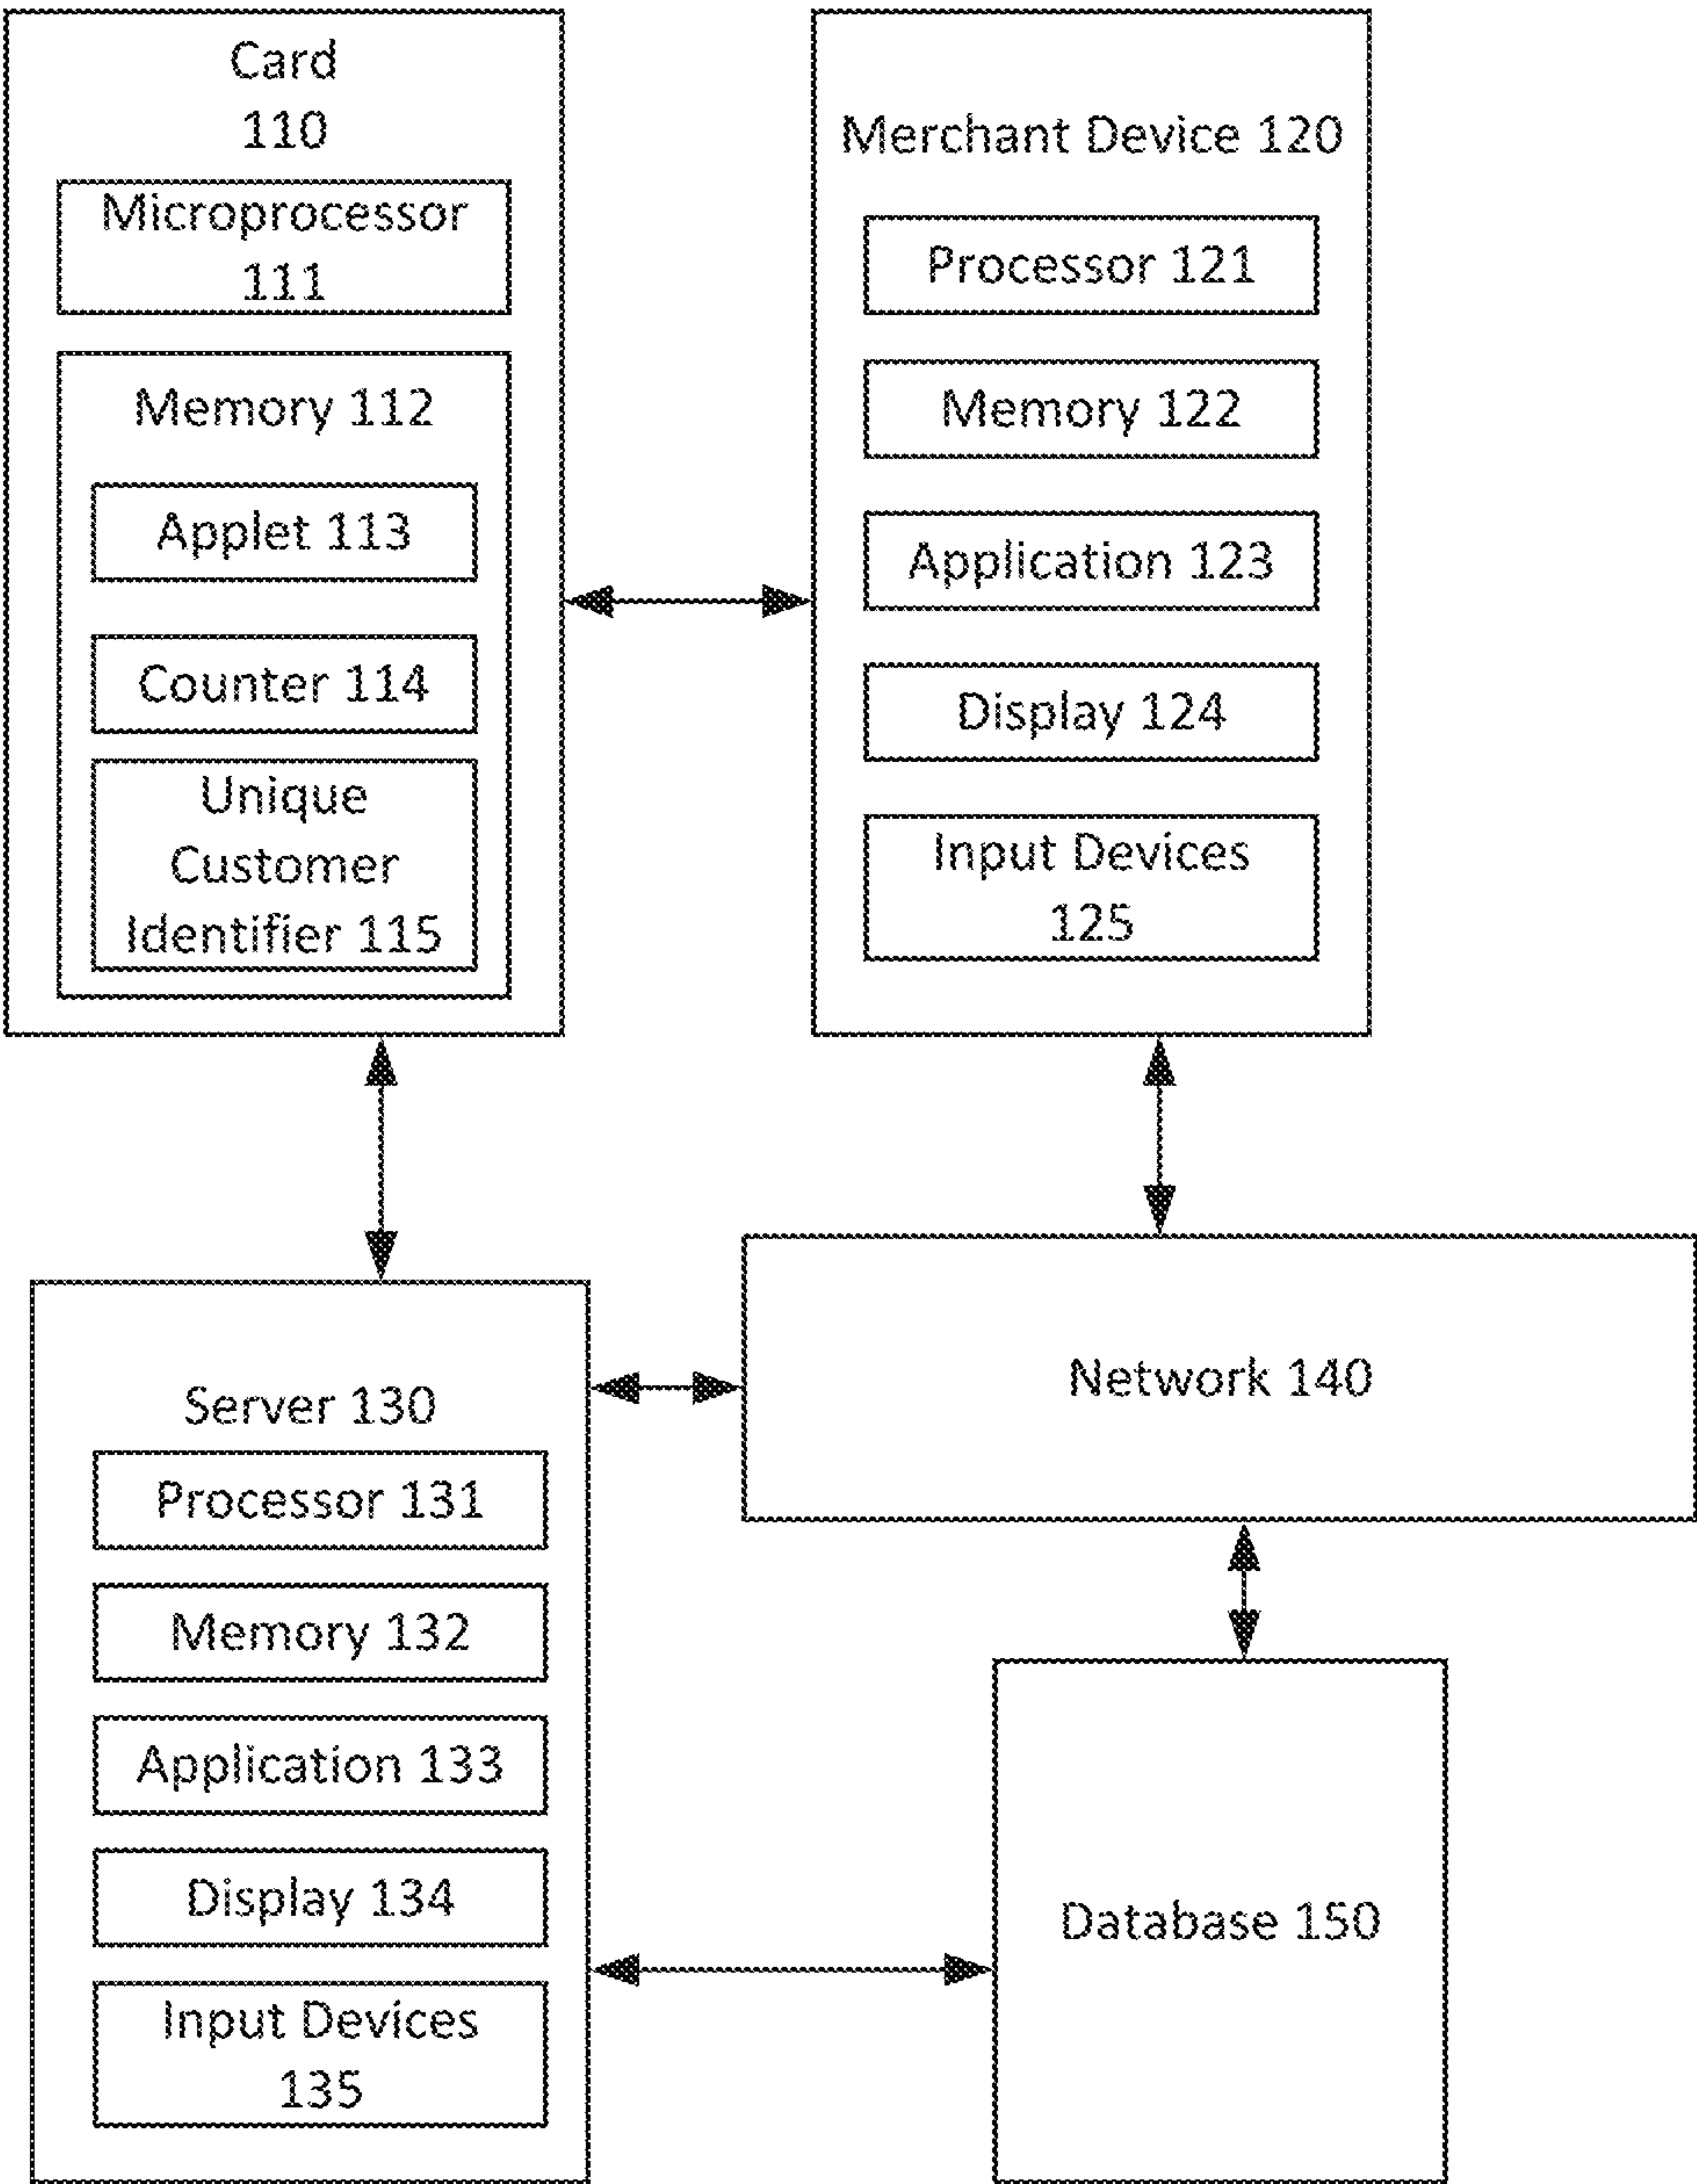 Card
110
Microprocessor
111
Memory 112
Applet 113
Counter 114
Unique
Customer
Identifier 115
Merchant Device 120
Processor 121
Memory 122
Application 123
Display 124
Input Devices
125
Server 130
Processor 131
Memory 132
Application 133
Display 134
Input Devices
135
Network 140
Database 150